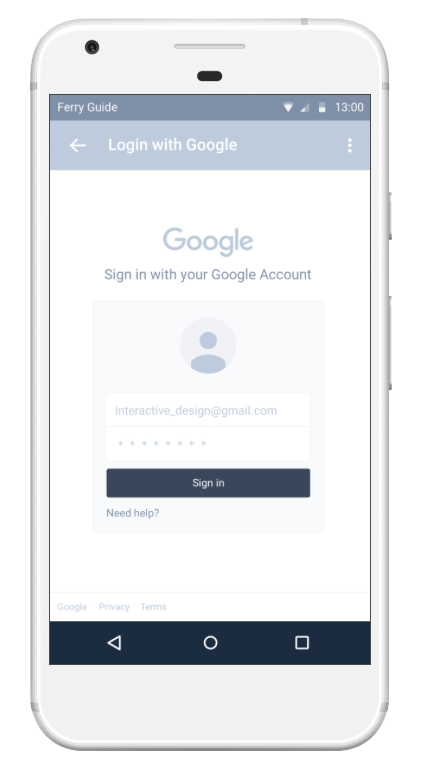 Ferry Guide 13:00
Login with Google
Google
Sign in with your Google Account
Interactive_design@gmail.com
* * * * * * * *
Sign in
Need help?
Google Privacy Terms